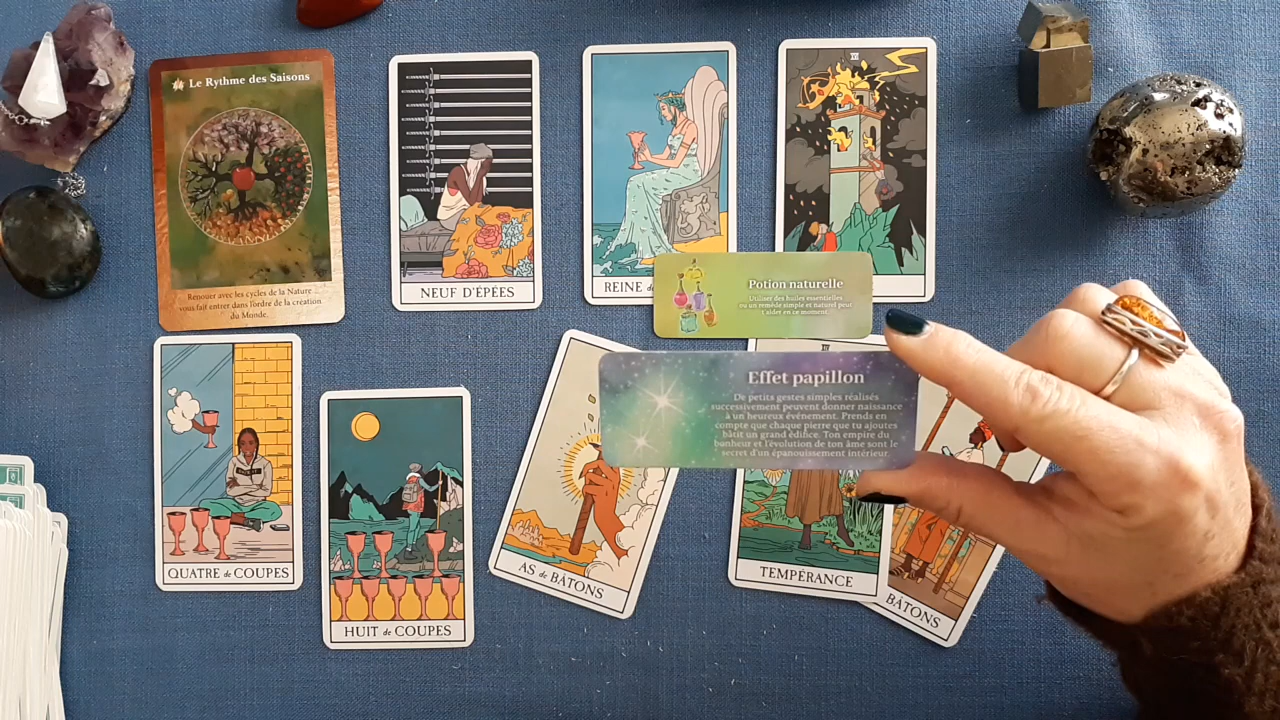 Le Rythme des Saisons
Renouer avec les cycles de la Nature ...
vous fait entrer dans l'ordre de la création
du Monde.
NEUF D'ÉPÉES
REINE de
Potion naturelle
Utiliser des huiles essentielles
ou un remède simple et naturel peut
t'aider en ce moment.
Effet papillon
De petits gestes simples réalisés
successivement peuvent donner naissance
à un heureux événement. Prends en
compte que chaque pierre que tu ajoutes
bâtit un grand édifice. Ton empire du
bonheur et l'évolution de ton âme sont le
secret d'un épanouissement intérieur.
QUATRE de COUPES
HUIT de COUPES
AS de BÂTONS
TEMPÉRANCE
BÂTONS